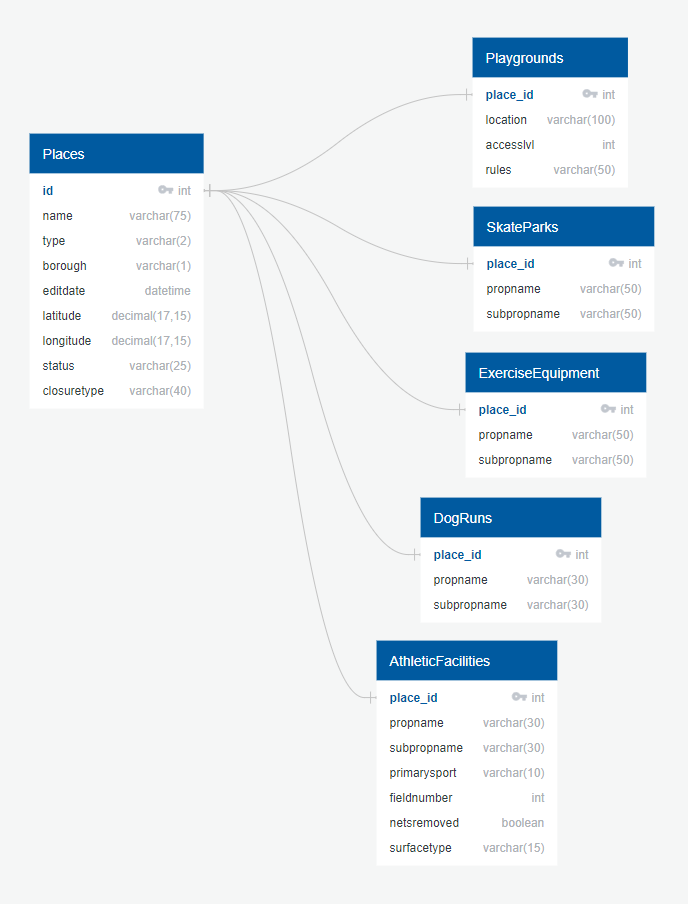 Places
id int
name varchar(75)
type varchar(2)
borough varchar(1)
editdate datetime
latitude decimal(17,15)
longitude decimal(17,15)
status varchar(25)
closuretype varchar(40)
Playgrounds
place_id int
location varchar(100)
accesslvl int
rules varchar(50)
SkateParks
place_id int
propname varchar(50)
subpropname varchar(50)
ExerciseEquipment
place_id int
propname varchar(50)
subpropname varchar(50)
DogRuns
place_id int
propname varchar(30)
subpropname varchar(30)
AthleticFacilities
place_id int
propname varchar(30)
subpropname varchar(30)
primarysport varchar(10)
fieldnumber int
netsremoved boolean
surfacetype varchar(15)